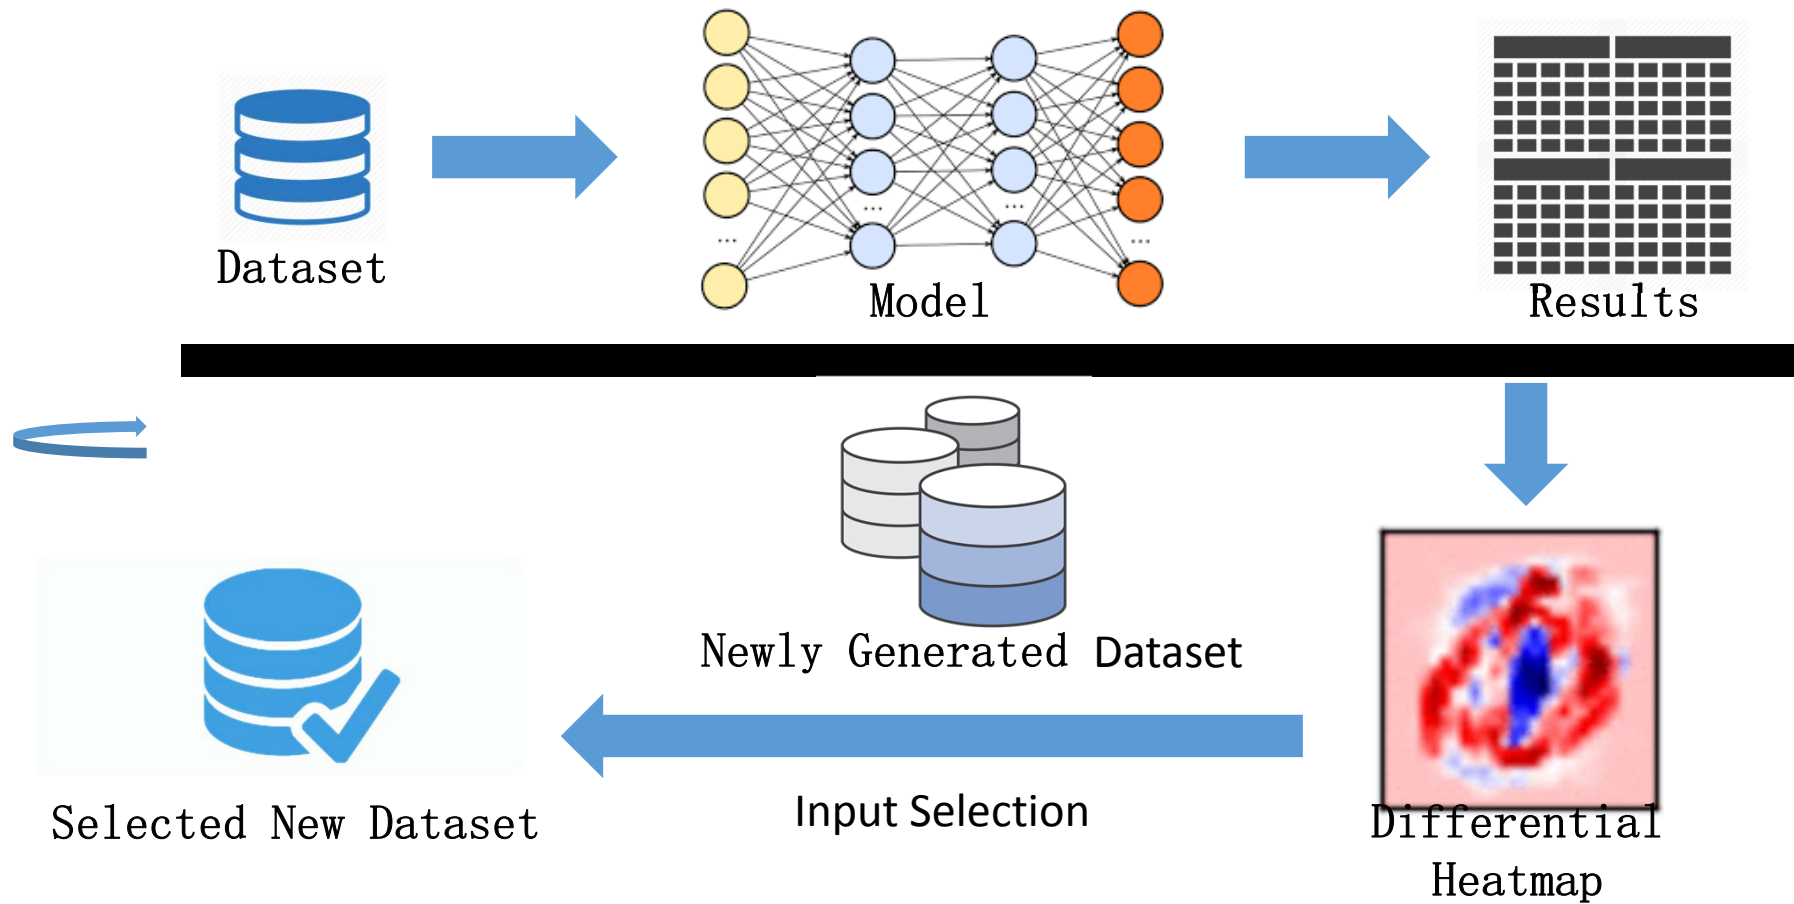 Dataset
Model
Results
Newly Generated Dataset
Input Selection
Selected New Dataset
Differential
Heatmap